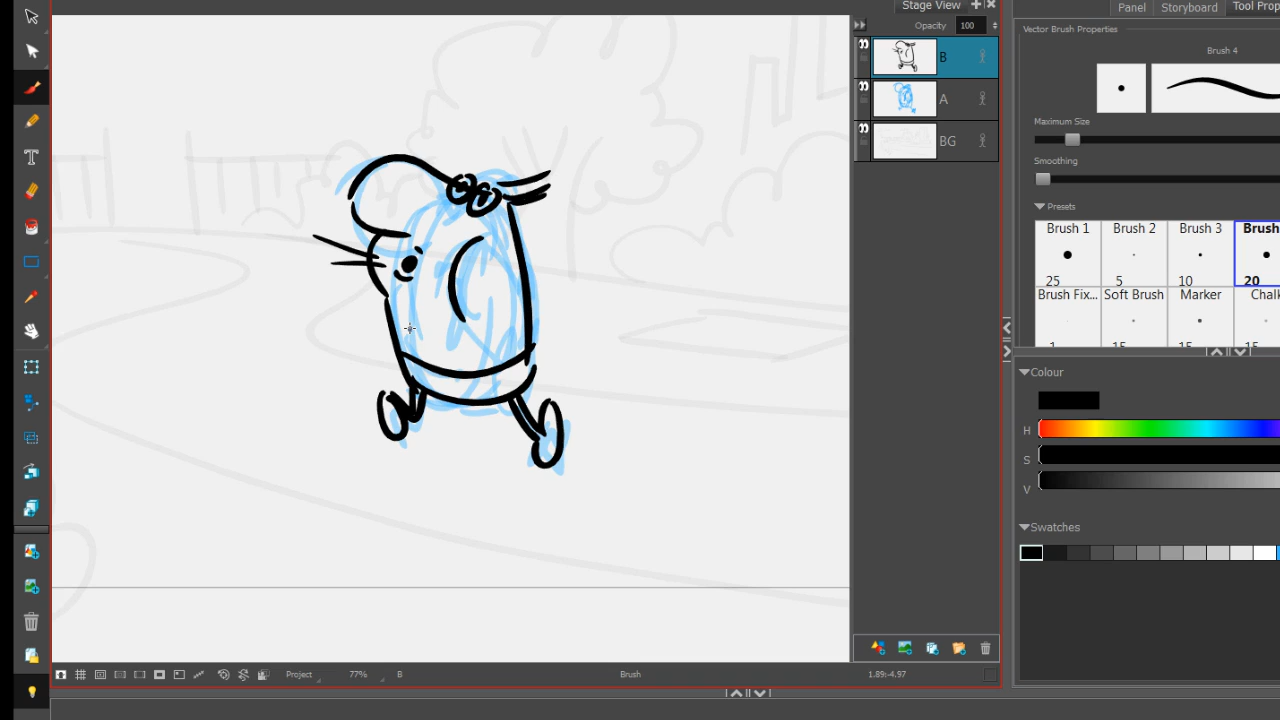 Stage View
Panel
Storyboard
Tool Prop
Opacity 100
Vector Brush Properties
Brush 4
B
A
BG
Maximum Size
Smoothing
Presets
Brush 1
Brush 2
Brush 3
Brush
25
5
10
20
Brush Fix...
Soft Brush
Marker
Chalk
1
15
15
15
Colour
H
S
V
Swatches
Project
77%
B
Brush
1.89:-4.97